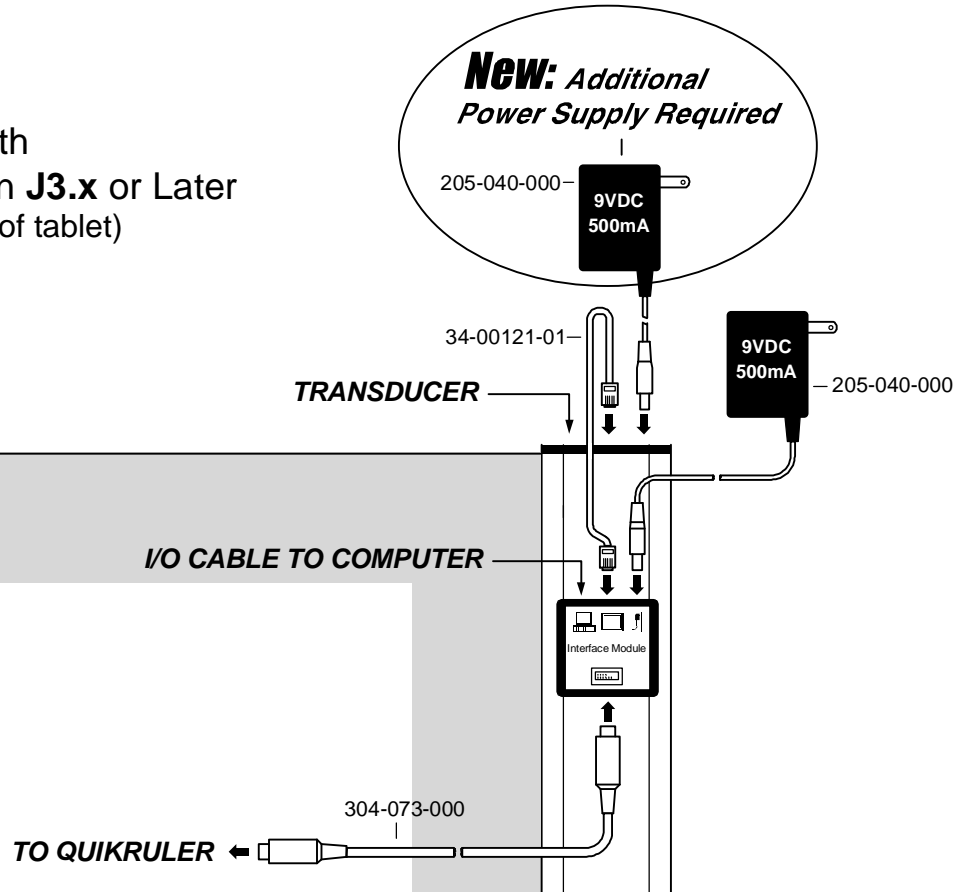 New: Additional
Power Supply Required
th
n J3.x or Later
of tablet)
205-040-000
9VDC
500mA
34-00121-01
9VDC
500mA
205-040-000
TRANSDUCER
I/O CABLE TO COMPUTER
Interface Module
304-073-000
TO QUIKRULER